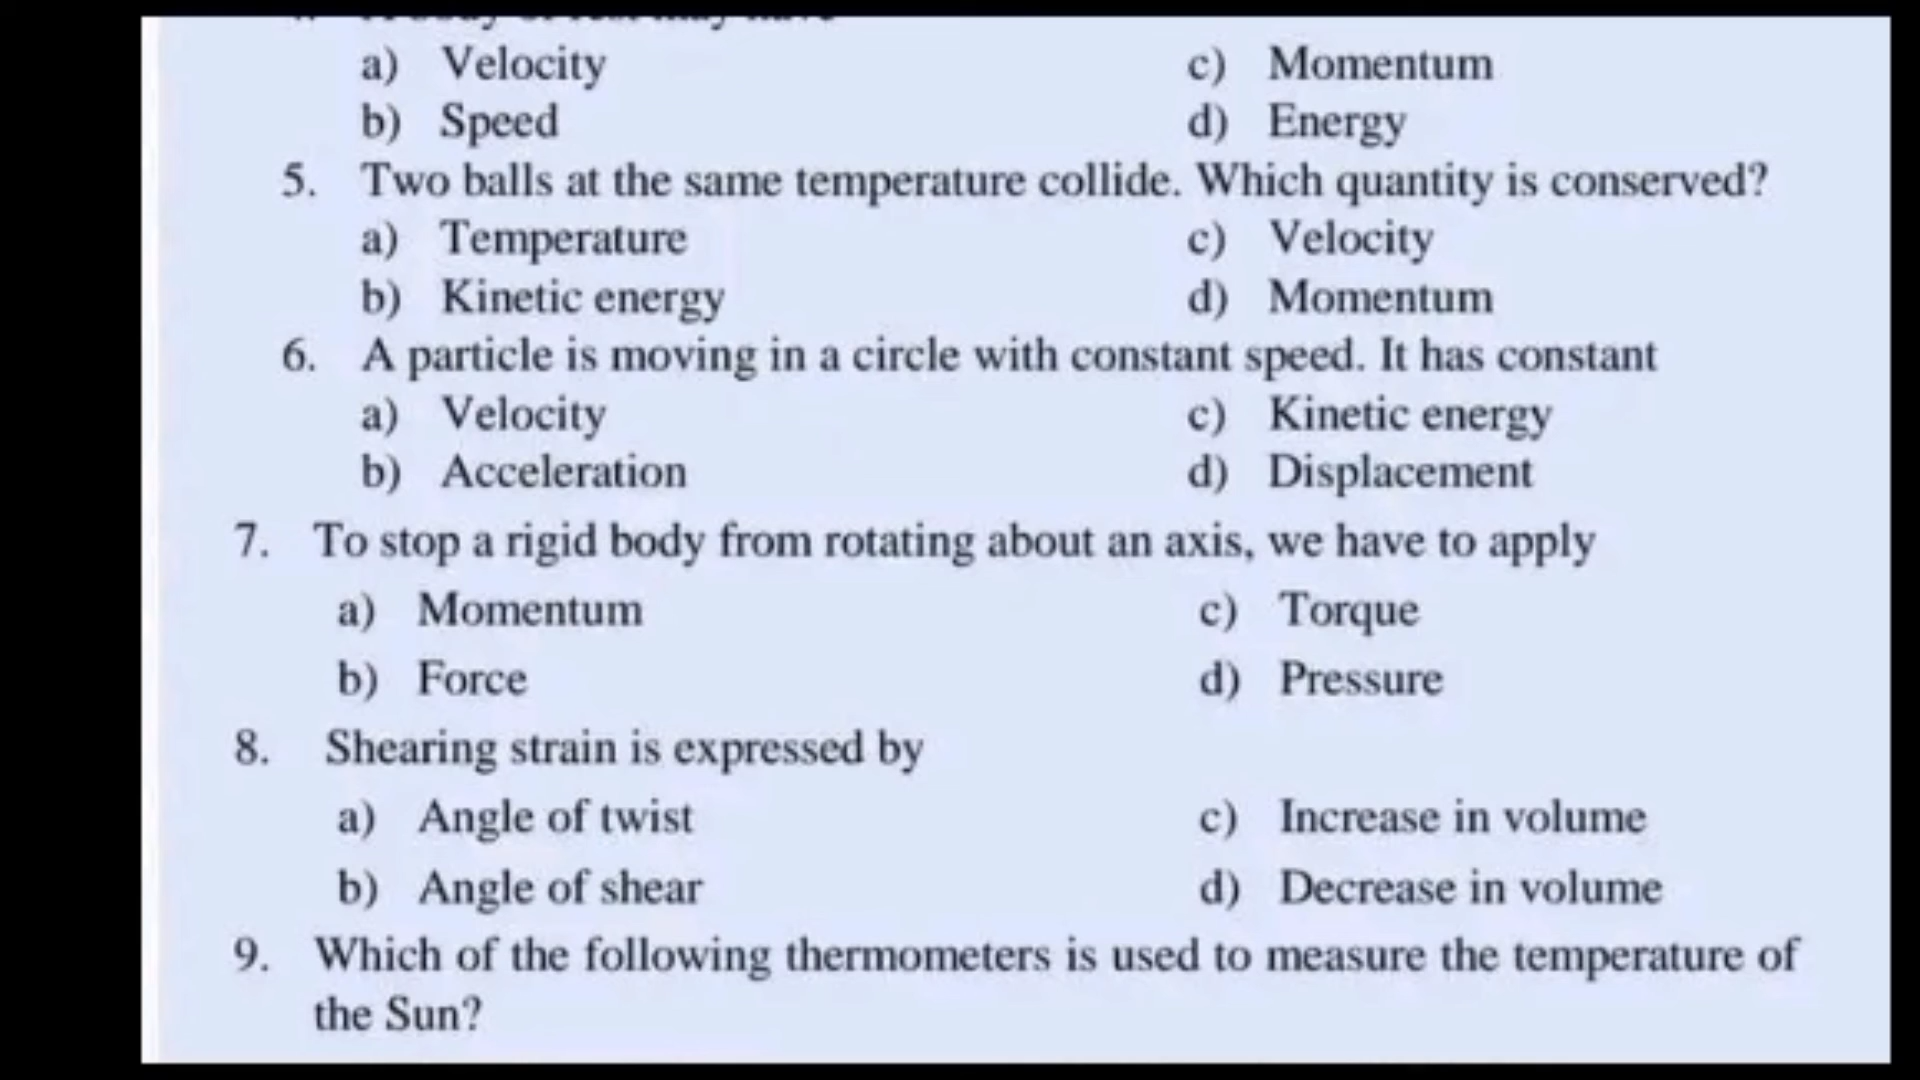 a) Velocity c) Momentum
b) Speed d) Energy
5. Two balls at the same temperature collide. Which quantity is conserved?
a) Temperature c) Velocity
b) Kinetic energy d) Momentum
6. A particle is moving in a circle with constant speed. It has constant
a) Velocity c) Kinetic energy
b) Acceleration d) Displacement
7. To stop a rigid body from rotating about an axis, we have to apply
a) Momentum c) Torque
b) Force d) Pressure
8. Shearing strain is expressed by
a) Angle of twist c) Increase in volume
b) Angle of shear d) Decrease in volume
9. Which of the following thermometers is used to measure the temperature of
the Sun?